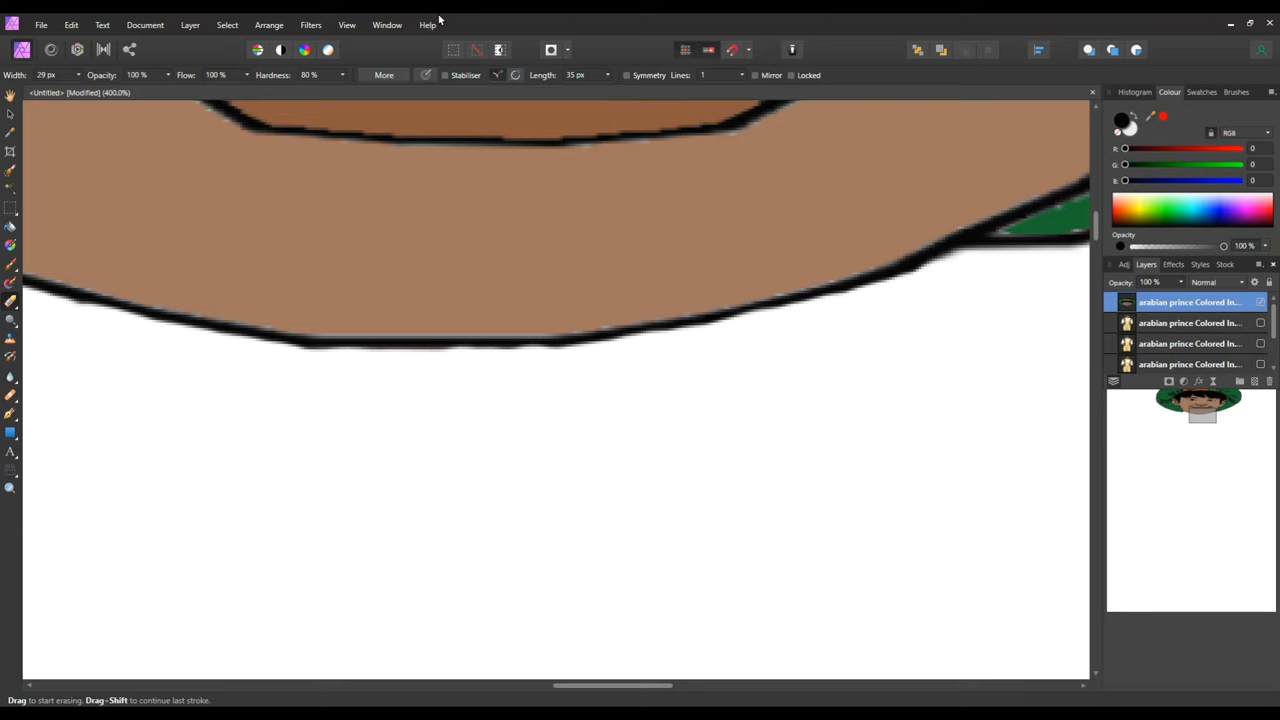 File Edit Text Document Layer Select Arrange Filters View Window Help
Width: 29 px Opacity: 100 % Flow: 100 % Hardness: 80 % More Stabiliser Length: 35 px Symmetry Lines: 1 Mirror Locked
<Untitled> [Modified] (400.0%)
Histogram Colour Swatches Brushes
RGB
R: 0
G: 0
B: 0
Opacity
100 %
Adj Layers Effects Styles Stock
Opacity: 100 % Normal
arabian prince Colored In...
arabian prince Colored In...
arabian prince Colored In...
arabian prince Colored In...
Drag to start erasing. Drag+Shift to continue last stroke.